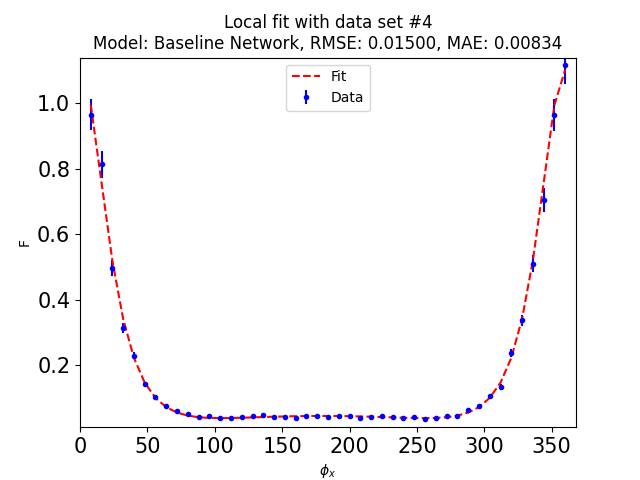 Local fit with data set #4
Model: Baseline Network, RMSE: 0.01500, MAE: 0.00834
Fit
Data
1.0
0.8
0.6
0.4
0.2
F
0 50 100 150 200 250 300 350
ϕx